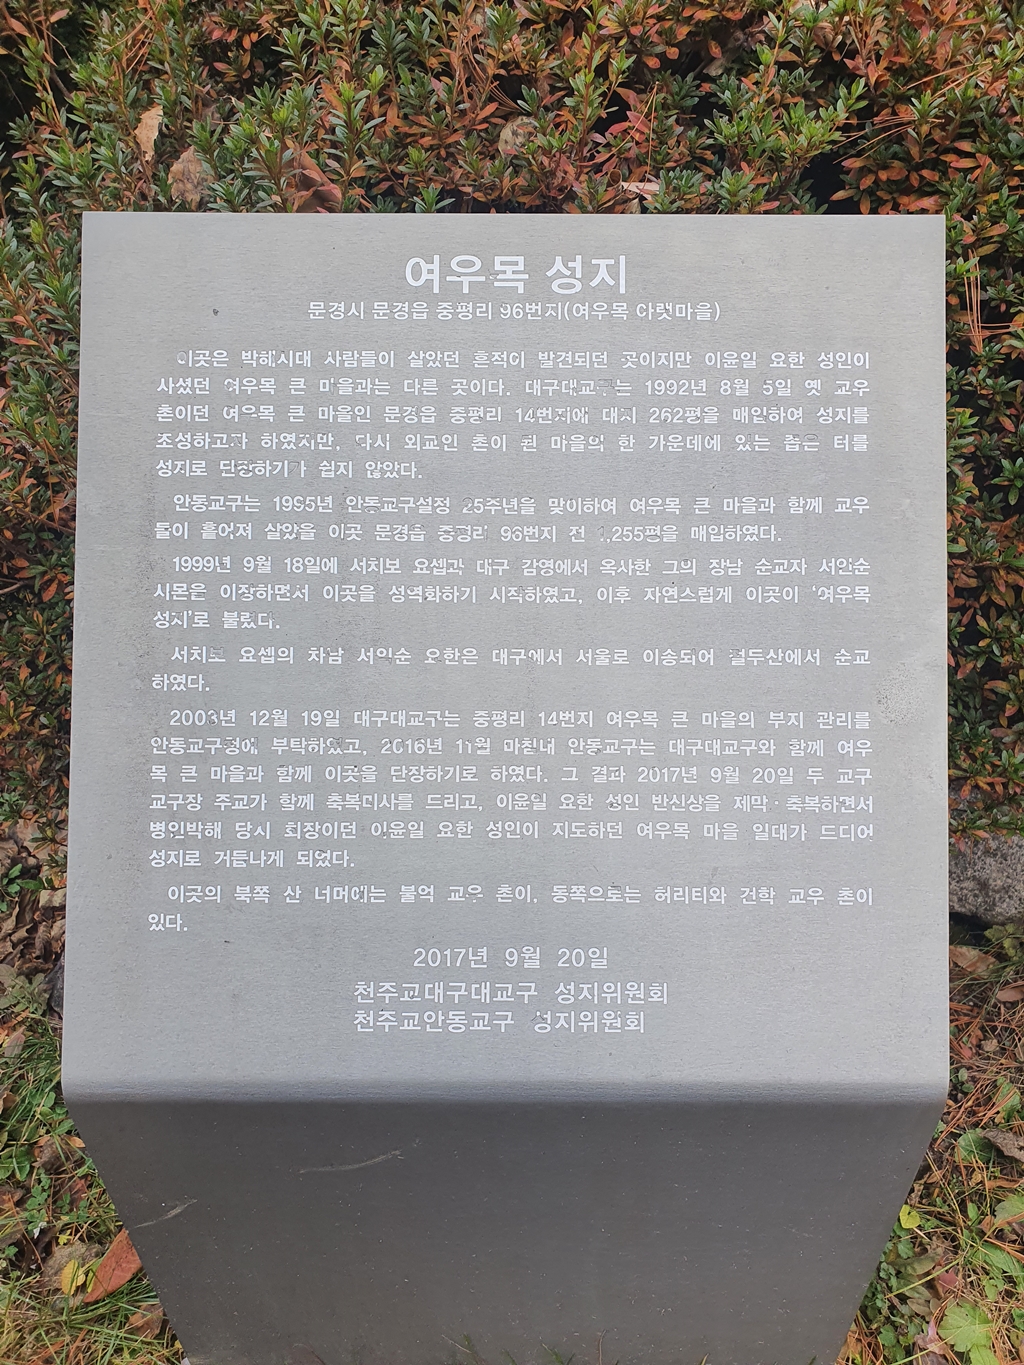 여우목 성지
문경시 문경읍 중평리 96번지(여우목 아랫마을)
이곳은 박해시대 사람들이 살았던 흔적이 발견되던 곳이지만 이윤일 요한 성인이
사셨던 여우목 큰 마을과는 다른 곳이다. 대구대교구는 1992년 8월 5일 옛 교우
촌이던 여우목 큰 마을인 문경읍 중평리 14번지에 대지 262평을 매입하여 성지를
조성하고자 하였지만, 다시 외교인 촌이 된 마을의 한 가운데에 있는 좁은 터를
성지로 단장하기가 쉽지 않았다.
안동교구는 1995년 안동교구설정 25주년을 맞이하여 여우목 큰 마을과 함께 교우
들이 흩어져 살았을 이곳 문경읍 중평리 96번지 전 1,255평을 매입하였다.
1999년 9월 18일에 서치보 요셉과 대구 감영에서 옥사한 그의 장남 순교자 서인순
시몬을 이장하면서 이곳을 성역화하기 시작하였고, 이후 자연스럽게 이곳이 '여우목
성지'로 불렸다.
서치보 요셉의 차남 서익순 요한은 대구에서 서울로 이송되어 절두산에서 순교
하였다.
2003년 12월 19일 대구대교구는 중평리 14번지 여우목 큰 마을의 부지 관리를
안동교구청에 부탁하였고, 2016년 11월 마침내 안동교구는 대구대교구와 함께 여우
목 큰 마을과 함께 이곳을 단장하기로 하였다. 그 결과 2017년 9월 20일 두 교구
교구장 주교가 함께 축복미사를 드리고, 이윤일 요한 성인 반신상을 제막·축복하면서
병인박해 당시 회장이던 이윤일 요한 성인이 지도하던 여우목 마을 일대가 드디어
성지로 거듭나게 되었다.
이곳의 북쪽 산 너머에는 불억 교우 촌이, 동쪽으로는 허리티와 건학 교우 촌이
있다.
2017년 9월 20일
천주교대구대교구 성지위원회
천주교안동교구 성지위원회